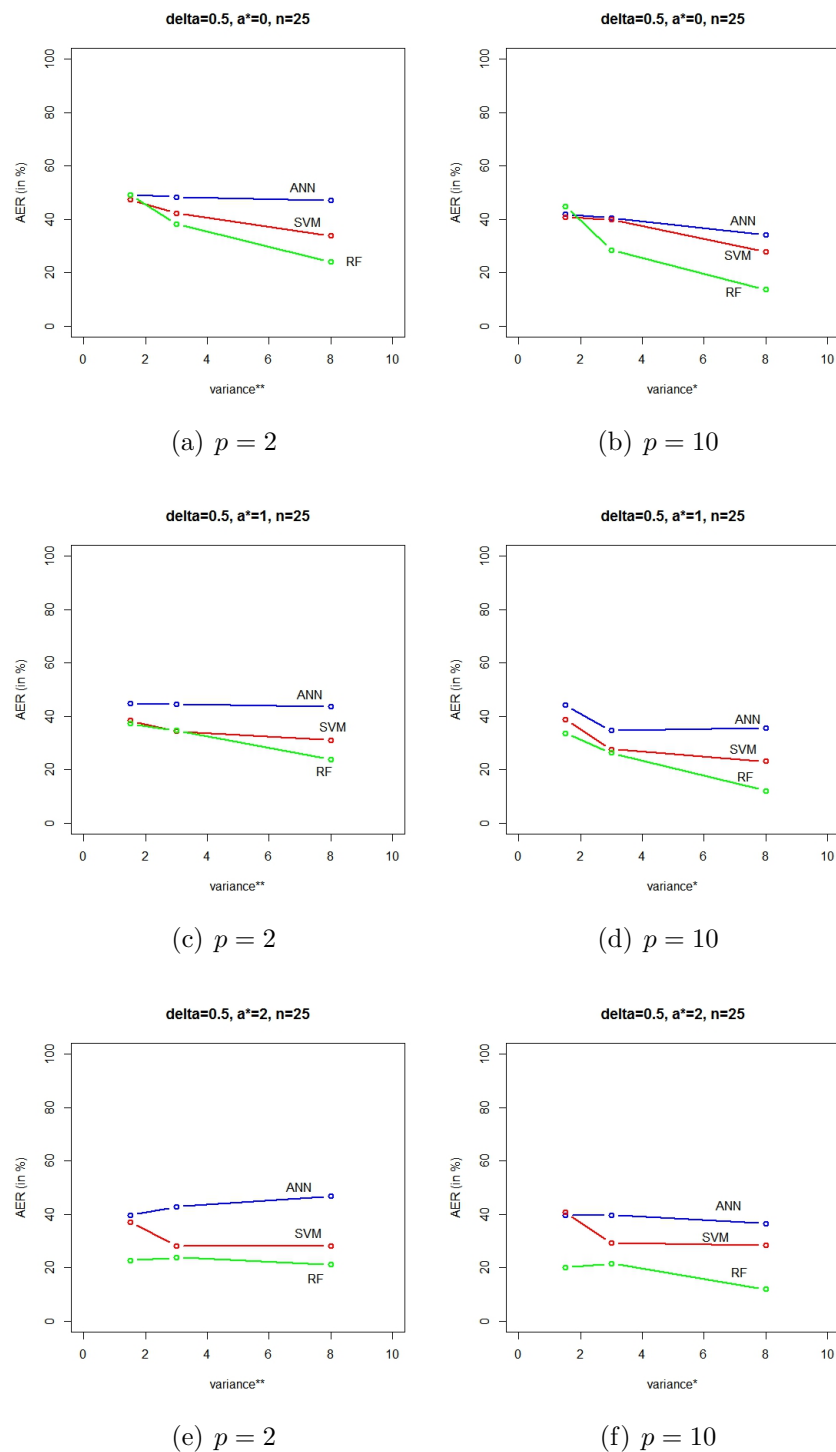 delta=0.5, a*=0, n=25
AER (in %)
100
80
60
40
20
0
ANN
SVM
RF
0 2 4 6 8 10
variance**
(a) p = 2
delta=0.5, a*=0, n=25
AER (in %)
100
80
60
40
20
0
ANN
SVM
RF
0 2 4 6 8 10
variance*
(b) p = 10
delta=0.5, a*=1, n=25
AER (in %)
100
80
60
40
20
0
ANN
SVM
RF
0 2 4 6 8 10
variance**
(c) p = 2
delta=0.5, a*=1, n=25
AER (in %)
100
80
60
40
20
0
ANN
SVM
RF
0 2 4 6 8 10
variance*
(d) p = 10
delta=0.5, a*=2, n=25
AER (in %)
100
80
60
40
20
0
ANN
SVM
RF
0 2 4 6 8 10
variance**
(e) p = 2
delta=0.5, a*=2, n=25
AER (in %)
100
80
60
40
20
0
ANN
SVM
RF
0 2 4 6 8 10
variance*
(f) p = 10